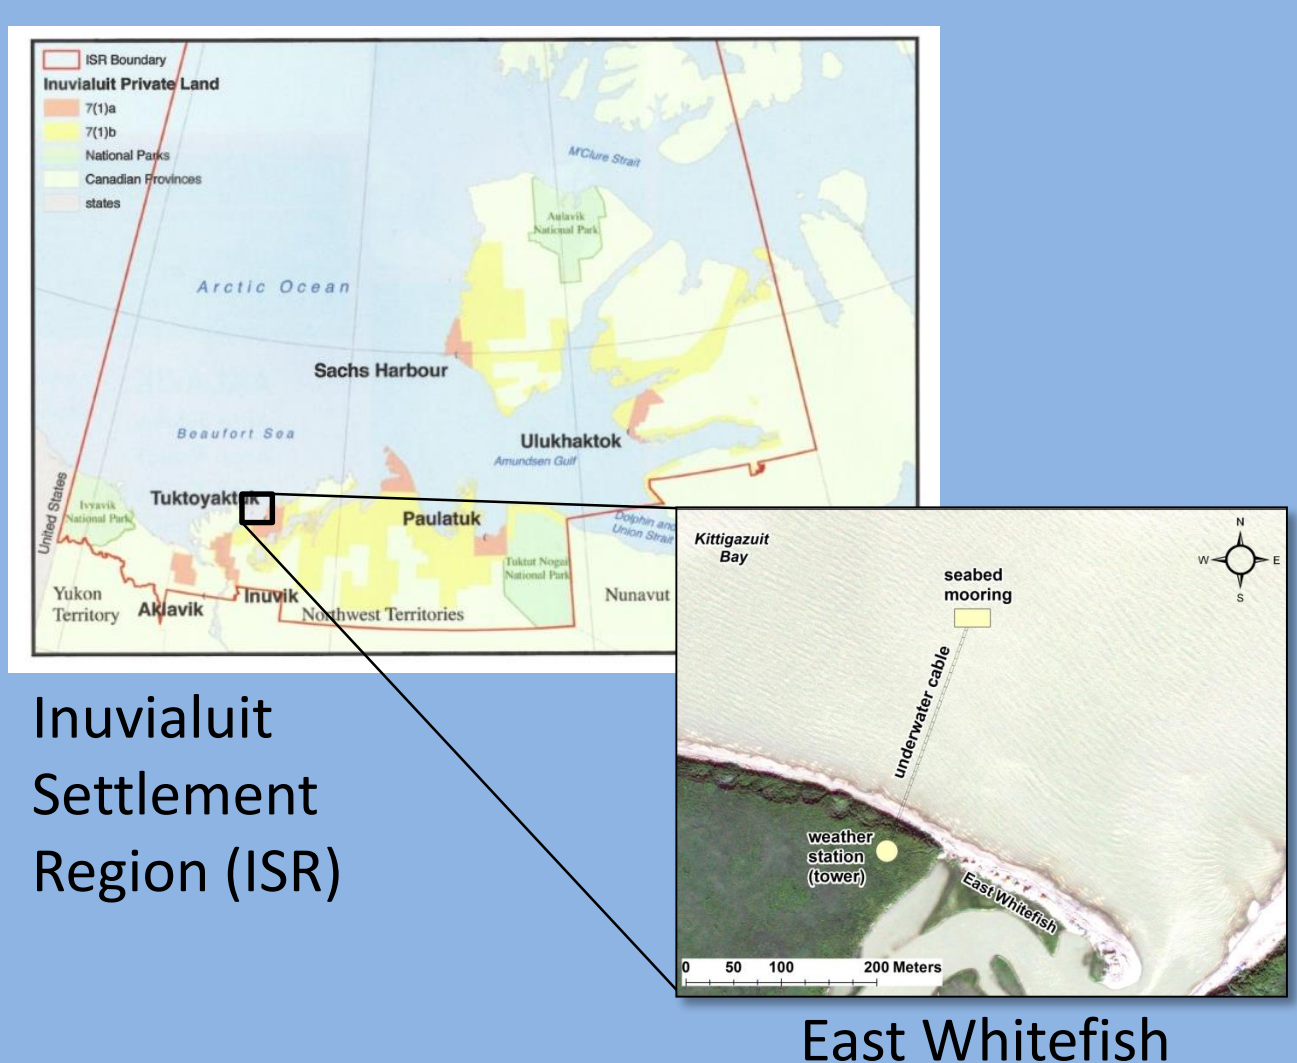 ISR Boundary
Inuvialuit Private Land
7(1)a
7(1)b
National Parks
Canadian Provinces
states
M'Clure Strait
Aulavik
National Park
Arctic Ocean
Sachs Harbour
Beaufort Sea
Ulukhaktok
Amundsen Gulf
United States
Ivvavik
National Park
Tuktoyaktuk
Paulatuk
Dolphin and
Union Strait
Tuktut Nogait
National Park
Yukon
Territory
Aklavik
Inuvik
Northwest Territories
Nunavut
Inuvialuit
Settlement
Region (ISR)
Kittigazuit
Bay
N
W
E
S
seabed
mooring
underwater cable
weather
station
(tower)
East Whitefish
0 50 100 200 Meters
East Whitefish